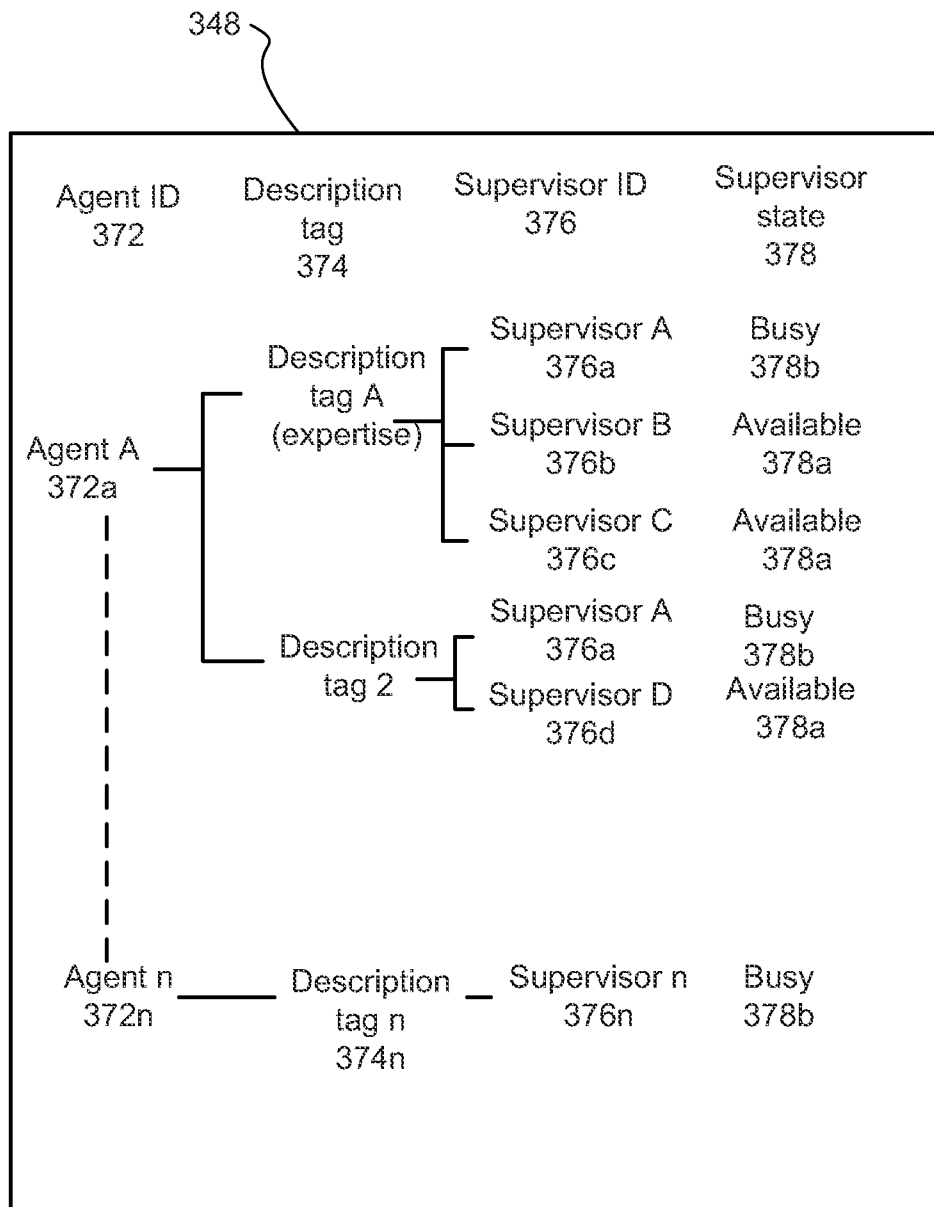 348
Agent ID
372
Description
tag
374
Supervisor ID
376
Supervisor
state
378
Agent A
372a
Description
tag A
(expertise)
Supervisor A
376a
Busy
378b
Supervisor B
376b
Available
378a
Supervisor C
376c
Available
378a
Description
tag 2
Supervisor A
376a
Busy
378b
Supervisor D
376d
Available
378a
Agent n
372n
Description
tag n
374n
Supervisor n
376n
Busy
378b